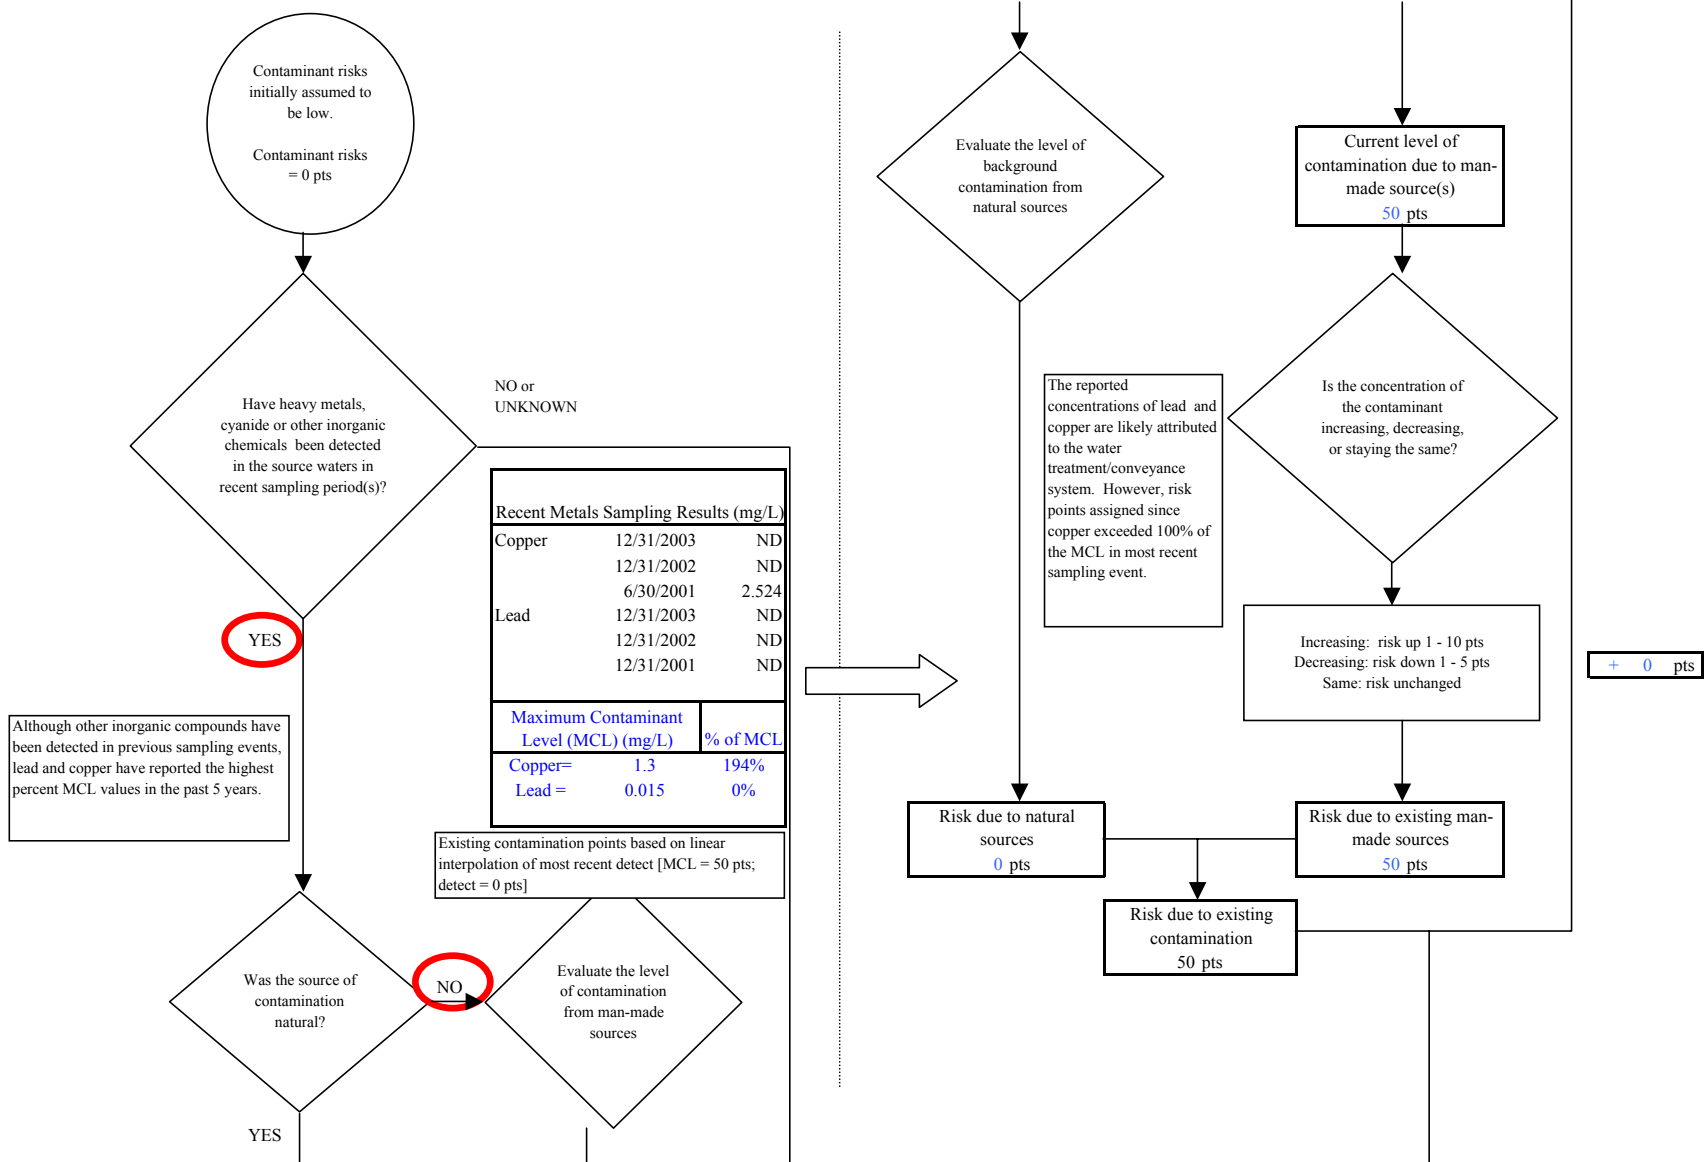 Contaminant risks
initially assumed to
be low.
Contaminant risks
= 0 pts
Have heavy metals,
cyanide or other inorganic
chemicals  been detected
in the source waters in
recent sampling period(s)?
NO or
UNKNOWN
YES
Recent Metals Sampling Results (mg/L)
Copper 12/31/2003 ND
12/31/2002 ND
6/30/2001 2.524
Lead 12/31/2003 ND
12/31/2002 ND
12/31/2001 ND
Maximum Contaminant
Level (MCL) (mg/L) % of MCL
Copper= 1.3 194%
Lead = 0.015 0%
Although other inorganic compounds have
been detected in previous sampling events,
lead and copper have reported the highest
percent MCL values in the past 5 years.
Existing contamination points based on linear
interpolation of most recent detect [MCL = 50 pts;
detect = 0 pts]
Was the source of
contamination
natural?
NO
Evaluate the level
of contamination
from man-made
sources
YES
Evaluate the level of
background
contamination from
natural sources
Current level of
contamination due to man-
made source(s)
50 pts
The reported
concentrations of lead  and
copper are likely attributed
to the water
treatment/conveyance
system.  However, risk
points assigned since
copper exceeded 100% of
the MCL in most recent
sampling event.
Is the concentration of
the contaminant
increasing, decreasing,
or staying the same?
Increasing:  risk up 1 - 10 pts
Decreasing: risk down 1 - 5 pts
Same: risk unchanged
+ 0 pts
Risk due to natural
sources
0 pts
Risk due to existing man-
made sources
50 pts
Risk due to existing
contamination
50 pts